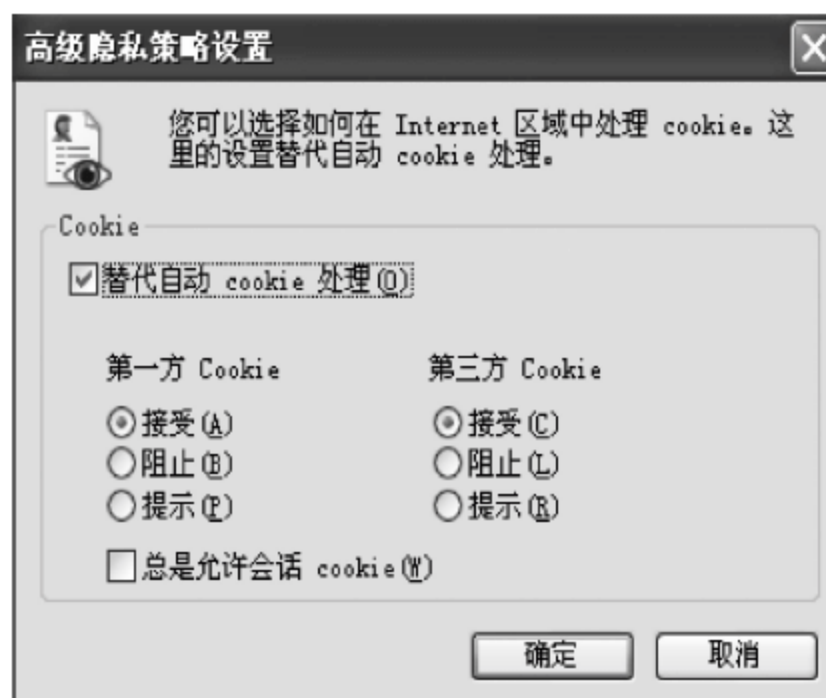 高级隐私策略设置
您可以选择如何在 Internet 区域中处理 cookie。这
里的设置替代自动 cookie 处理。
Cookie
替代自动 cookie 处理(O)
第一方 Cookie 第三方 Cookie
接受(A) 接受(C)
阻止(B) 阻止(L)
提示(P) 提示(R)
总是允许会话 cookie(W)
确定 取消